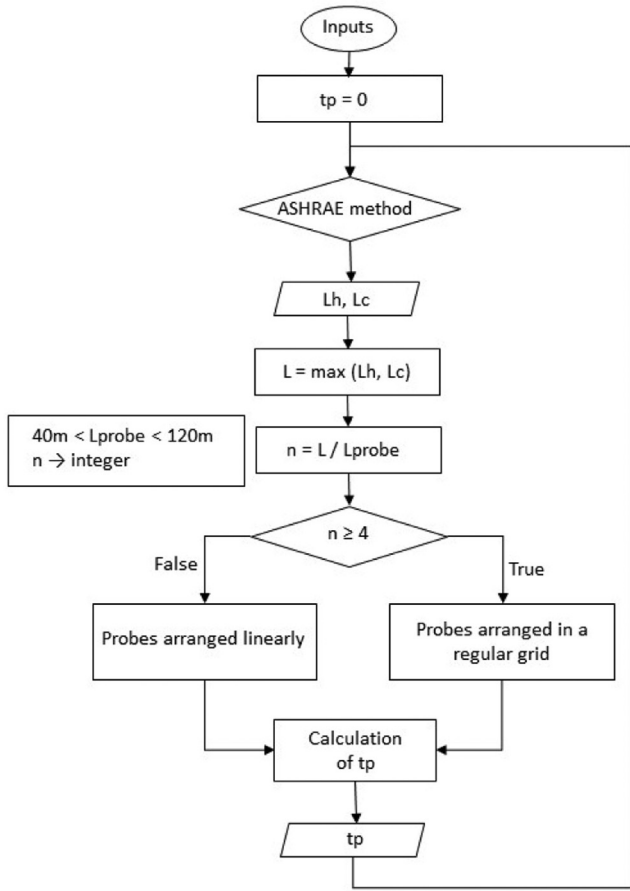 Inputs
tp = 0
ASHRAE method
Lh, Lc
L = max (Lh, Lc)
40m < Lprobe < 120m
n → integer
n = L / Lprobe
n ≥ 4
False
True
Probes arranged linearly
Probes arranged in a
regular grid
Calculation
of tp
tp